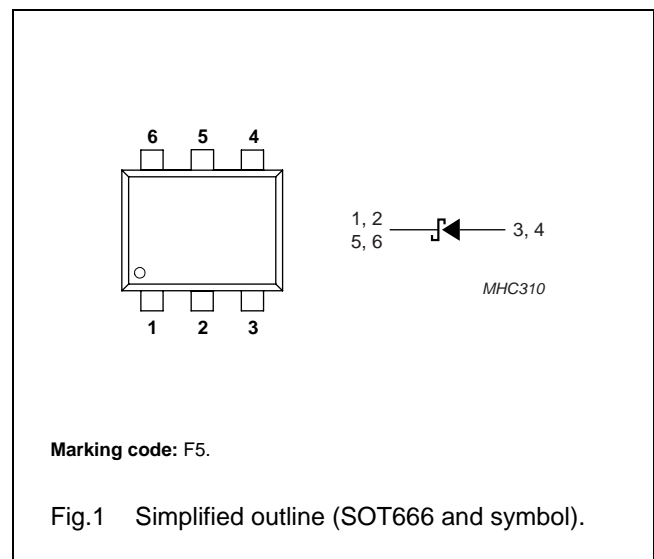 6 5 4
1, 2
5, 6
3, 4
MHC310
1 2 3
Marking code: F5.
Fig.1 Simplified outline (SOT666 and symbol).